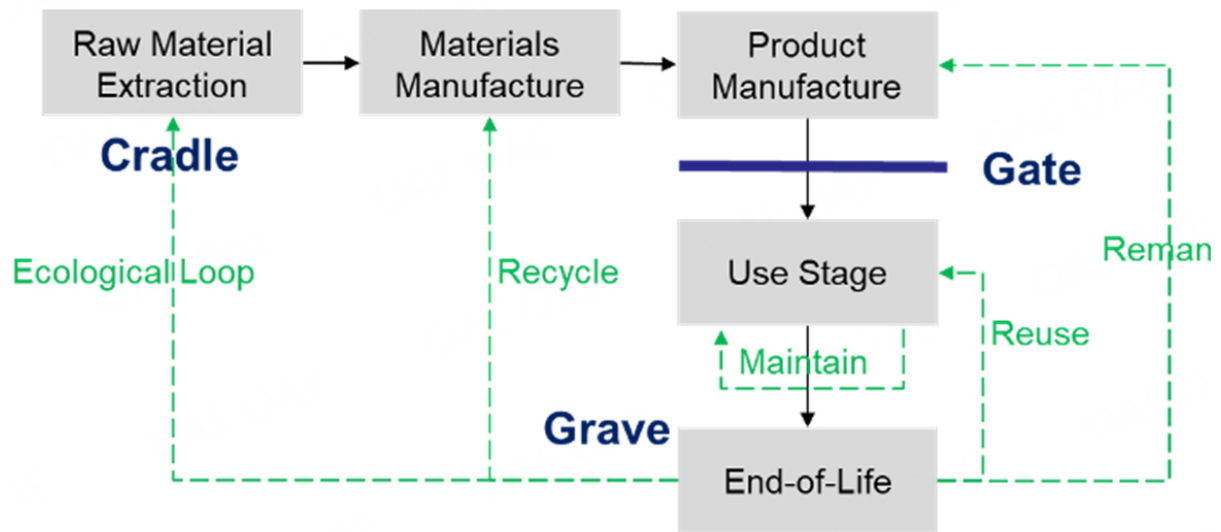 Raw Material
Extraction
Materials
Manufacture
Product
Manufacture
Cradle
Gate
Ecological Loop
Recycle
Use Stage
Reman
Reuse
Maintain
Grave
End-of-Life